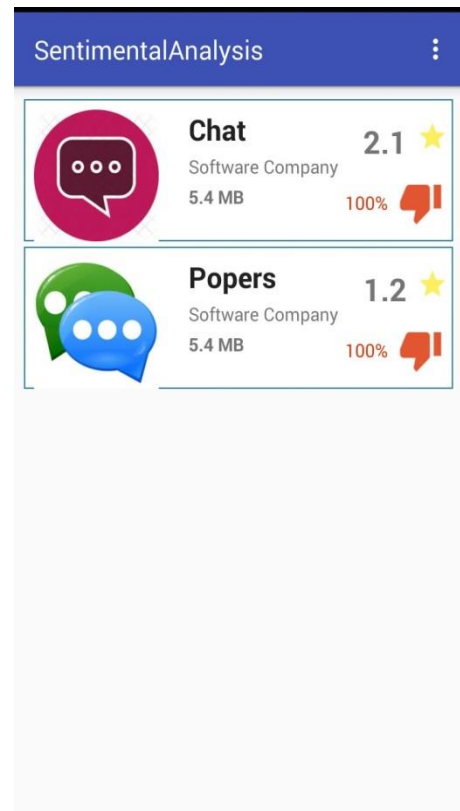 SentimentalAnalysis
Chat
2.1
Software Company
5.4 MB
100%
Popers
1.2
Software Company
5.4 MB
100%